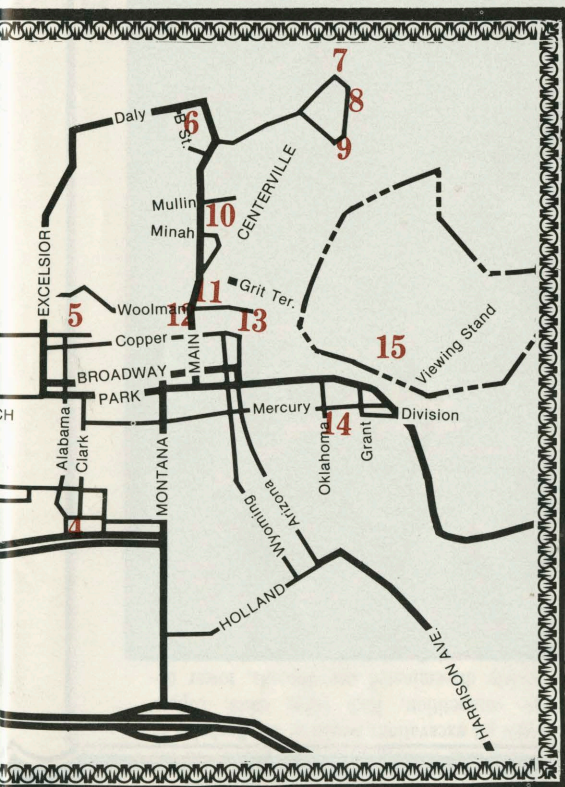 7
8
9
Daly
6
B St.
CENTERVILLE
Mullin
10
Minah
EXCELSIOR
11
Grit Ter.
5
Woolman
12
13
Copper
MAIN
15
Viewing Stand
BROADWAY
PARK
CH
Mercury
Division
14
Alabama
Clark
MONTANA
Oklahoma
Grant
4
Wyoming
Arizona
HOLLAND
HARRISON AVE.